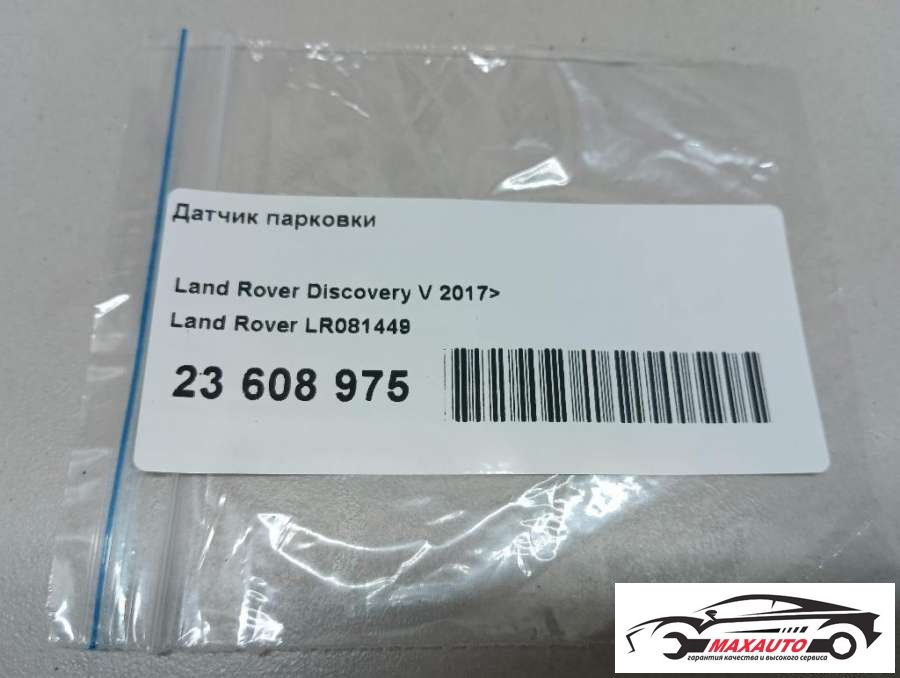 Датчик парковки
Land Rover Discovery V 2017>
Land Rover LR081449
23 608 975
MAXAUTO
гарантия качества и высокого сервиса